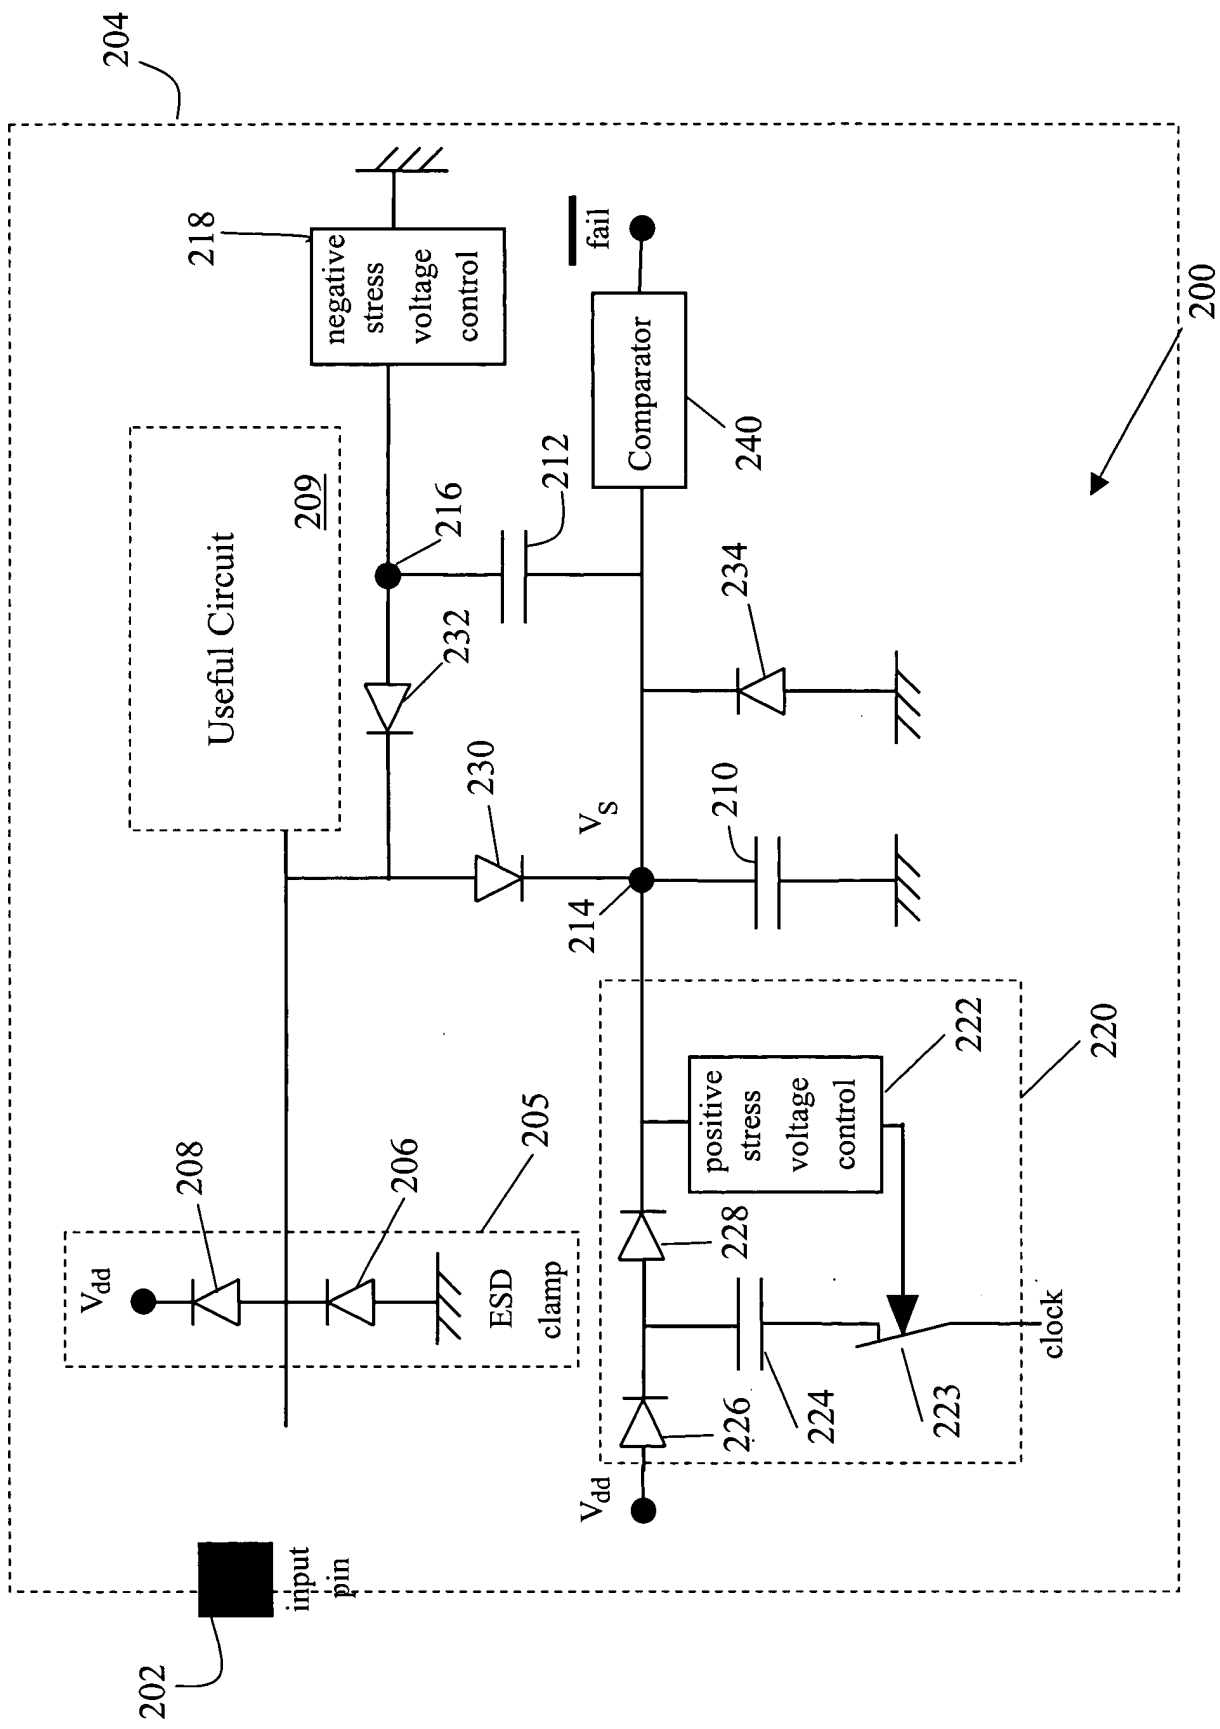 204
218
negative
stress
voltage
control
fail
200
Useful Circuit
209
216
212
Comparator
240
232
230
234
V_S
210
214
208
206
205
V_dd
ESD
clamp
positive
stress
voltage
control
222
220
228
226
224
223
V_dd
clock
input
pin
202